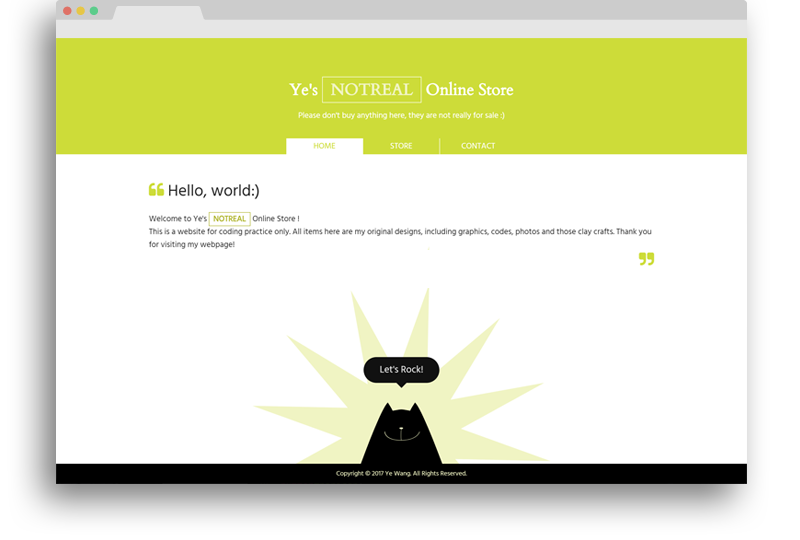 Ye's NOTREAL Online Store
Please don't buy anything here, they are not really for sale :)
HOME STORE CONTACT
Hello, world:)
Welcome to Ye's NOTREAL Online Store !
This is a website for coding practice only. All items here are my original designs, including graphics, codes, photos and those clay crafts. Thank you
for visiting my webpage!
Let's Rock!
Copyright © 2017 Ye Wang. All Rights Reserved.